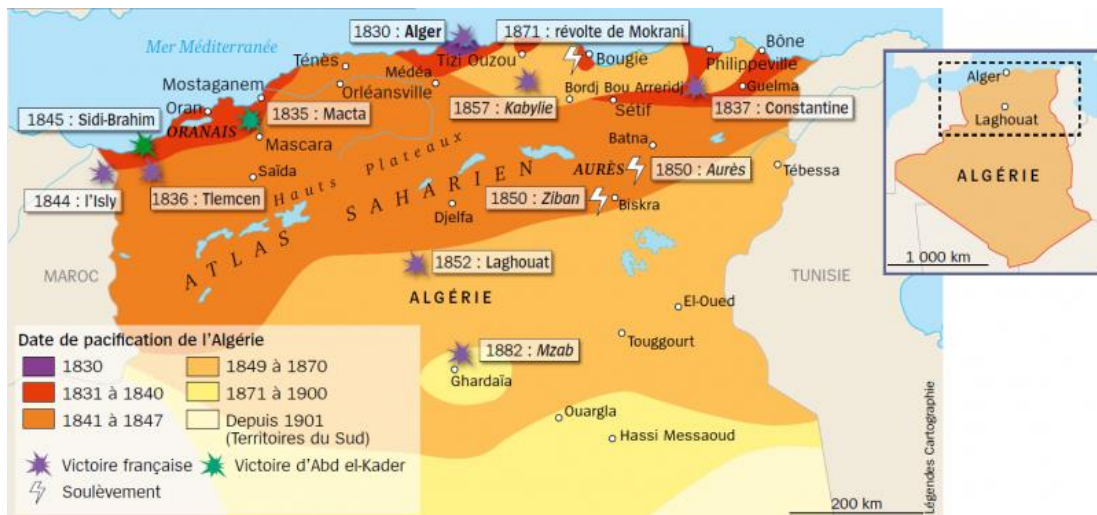 1830 : Alger
1871 : révolte de Mokrani
Mer Méditerranée
Ténès
Tizi Ouzou
Bougie
Philippeville
Bône
Mostaganem
Médéa
Orléansville
Bordj Bou Arreridj
Guelma
Oran
1845 : Sidi-Brahim
ORANAIS
1835 : Macta
1857 : Kabylie
Sétif
1837 : Constantine
Mascara
Batna
Saïda
Hauts Plateaux
AURÈS
1850 : Aurès
Tébessa
1844 : l'Isly
1836 : Tlemcen
1850 : Ziban
Biskra
Djelfa
ATLAS SAHARIEN
MAROC
1852 : Laghouat
TUNISIE
ALGÉRIE
El-Oued
Touggourt
1882 : Mzab
Ghardaïa
Ouargla
Hassi Messaoud
200 km
Date de pacification de l'Algérie
1830
1831 à 1840
1841 à 1847
1849 à 1870
1871 à 1900
Depuis 1901
(Territoires du Sud)
Victoire française
Victoire d'Abd el-Kader
Soulèvement
Alger
Laghouat
ALGÉRIE
1 000 km
Légendes Cartographie